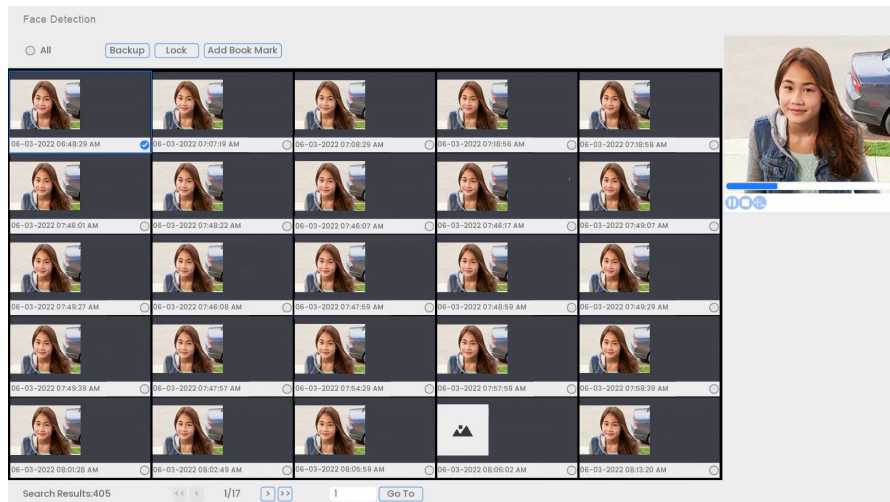 Face Detection
All Backup Lock Add Book Mark
06-03-2022 06:48:29 AM 06-03-2022 07:07:19 AM 06-03-2022 07:08:29 AM 06-03-2022 07:18:56 AM 06-03-2022 07:18:58 AM
06-03-2022 07:46:01 AM 06-03-2022 07:48:22 AM 06-03-2022 07:46:07 AM 06-03-2022 07:46:17 AM 06-03-2022 07:49:07 AM
06-03-2022 07:49:27 AM 06-03-2022 07:46:08 AM 06-03-2022 07:47:59 AM 06-03-2022 07:48:59 AM 06-03-2022 07:49:29 AM
06-03-2022 07:49:39 AM 06-03-2022 07:47:57 AM 06-03-2022 07:54:29 AM 06-03-2022 07:57:59 AM 06-03-2022 07:58:39 AM
06-03-2022 08:01:28 AM 06-03-2022 08:02:49 AM 06-03-2022 08:05:59 AM 06-03-2022 08:06:02 AM 06-03-2022 08:13:20 AM
Search Results:405 << < 1/17 > >> 1 Go To